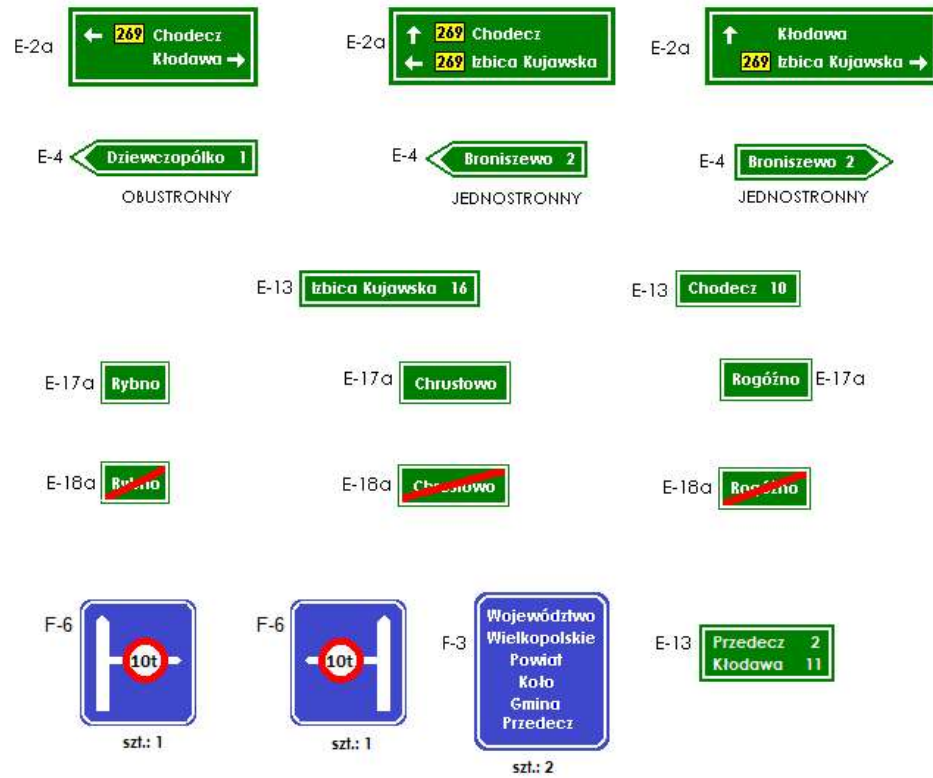 E-2a
← 269 Chodecz
Kłodawa →
E-2a
↑ 269 Chodecz
← 269 Izbica Kujawska
E-2a
↑ Kłodawa
269 Izbica Kujawska →
E-4
Dziewczopólko 1
OBUSTRONNY
E-4
Broniszewo 2
JEDNOSTRONNY
E-4
Broniszewo 2
JEDNOSTRONNY
E-13
Izbica Kujawska 16
E-13
Chodecz 10
E-17a
Rybno
E-17a
Chrustowo
Rogóźno
E-17a
E-18a
Rybno
E-18a
Chrustowo
E-18a
Rogóźno
F-6
10t
szt.: 1
F-6
10t
szt.: 1
F-3
Województwo
Wielkopolskie
Powiat
Koło
Gmina
Przedecz
szt.: 2
E-13
Przedecz 2
Kłodawa 11